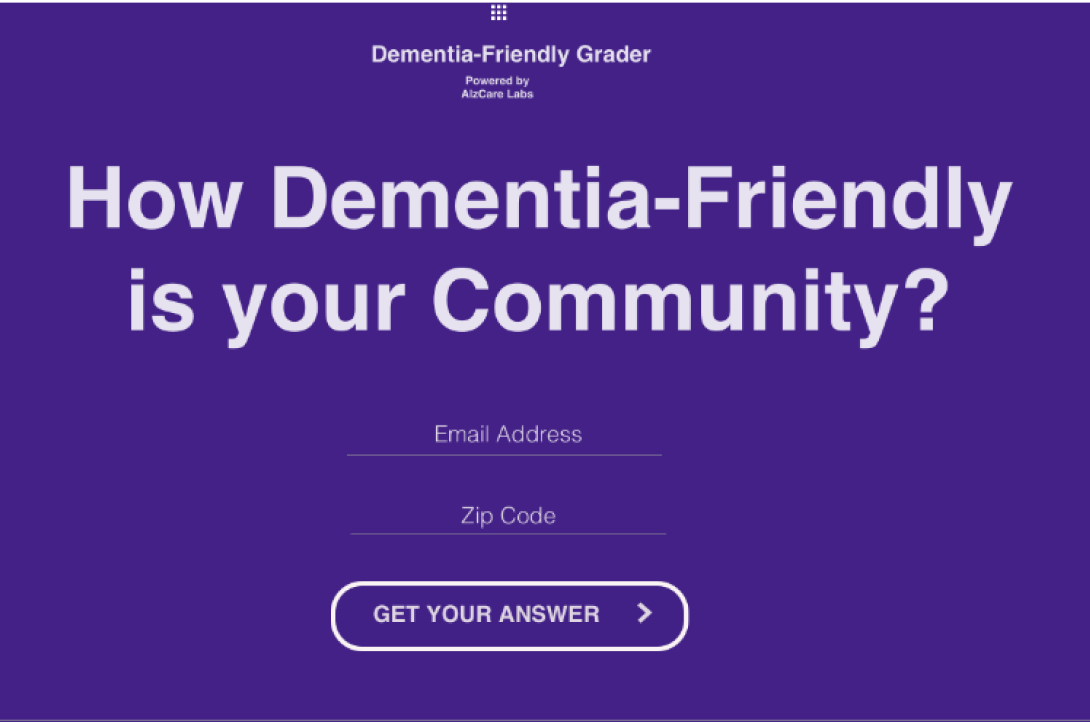 Dementia-Friendly Grader
Powered by
AlzCare Labs
How Dementia-Friendly
is your Community?
Email Address
Zip Code
GET YOUR ANSWER